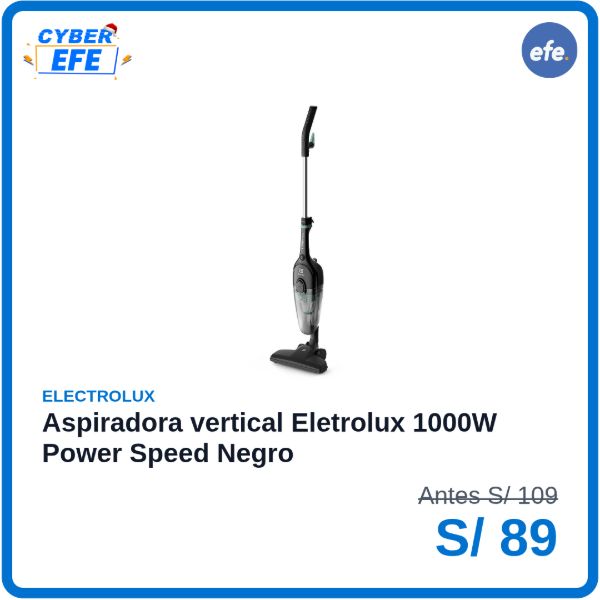 CYBER
EFE
efe.
ELECTROLUX
Aspiradora vertical Eletrolux 1000W
Power Speed Negro
Antes S/ 109
S/ 89